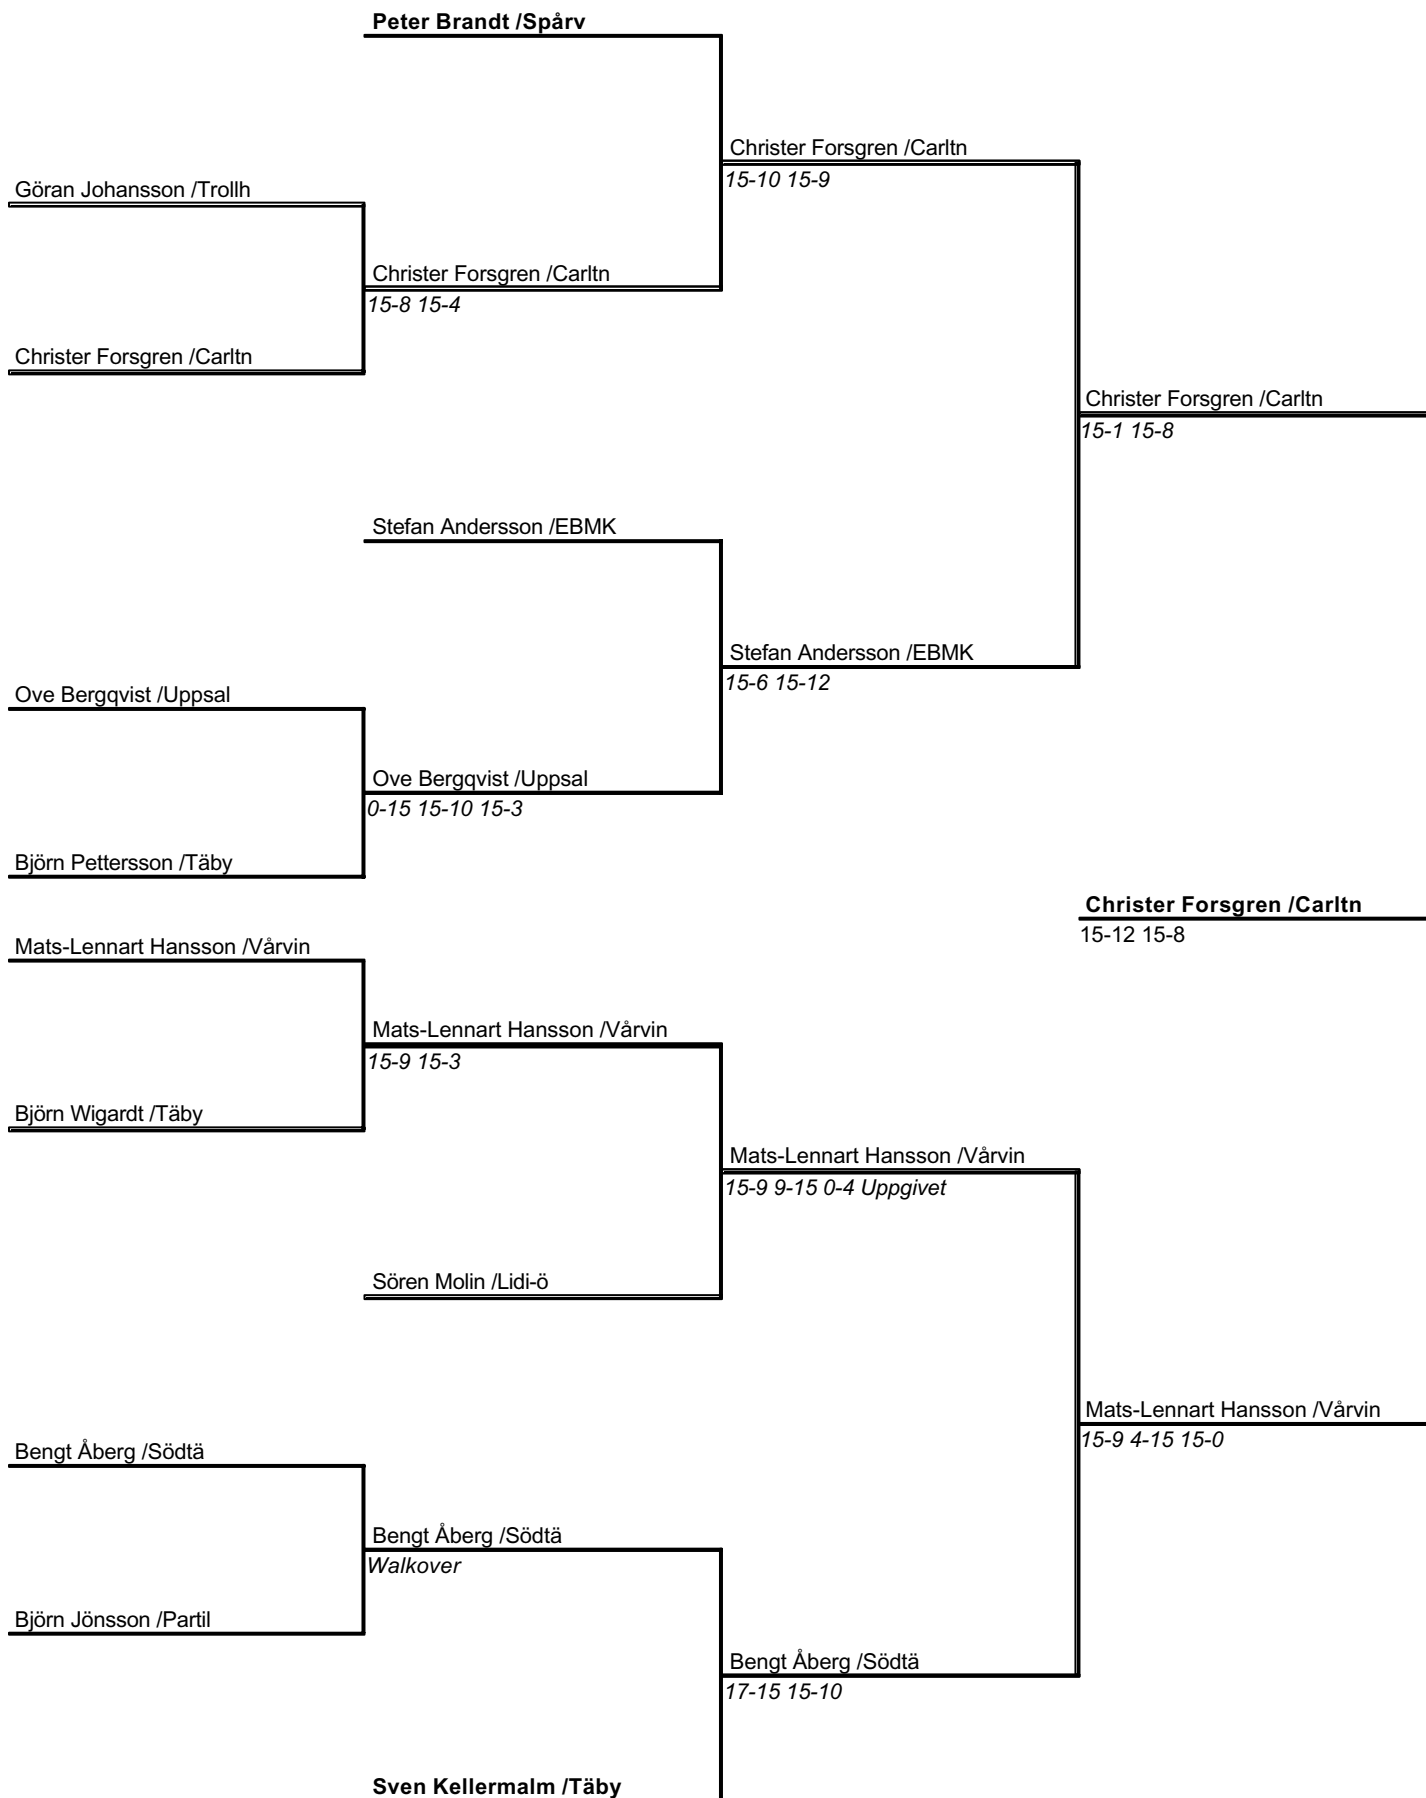 Peter Brandt /Spårv
Christer Forsgren /Carltn
15-10 15-9
Göran Johansson /Trollh
Christer Forsgren /Carltn
15-8 15-4
Christer Forsgren /Carltn
Christer Forsgren /Carltn
15-1 15-8
Stefan Andersson /EBMK
Stefan Andersson /EBMK
15-6 15-12
Ove Bergqvist /Uppsal
Ove Bergqvist /Uppsal
0-15 15-10 15-3
Björn Pettersson /Täby
Christer Forsgren /Carltn
15-12 15-8
Mats-Lennart Hansson /Vårvin
Mats-Lennart Hansson /Vårvin
15-9 15-3
Björn Wigardt /Täby
Mats-Lennart Hansson /Vårvin
15-9 9-15 0-4 Uppgivet
Sören Molin /Lidi-ö
Mats-Lennart Hansson /Vårvin
15-9 4-15 15-0
Bengt Åberg /Södtä
Bengt Åberg /Södtä
Walkover
Björn Jönsson /Partil
Bengt Åberg /Södtä
17-15 15-10
Sven Kellermalm /Täby